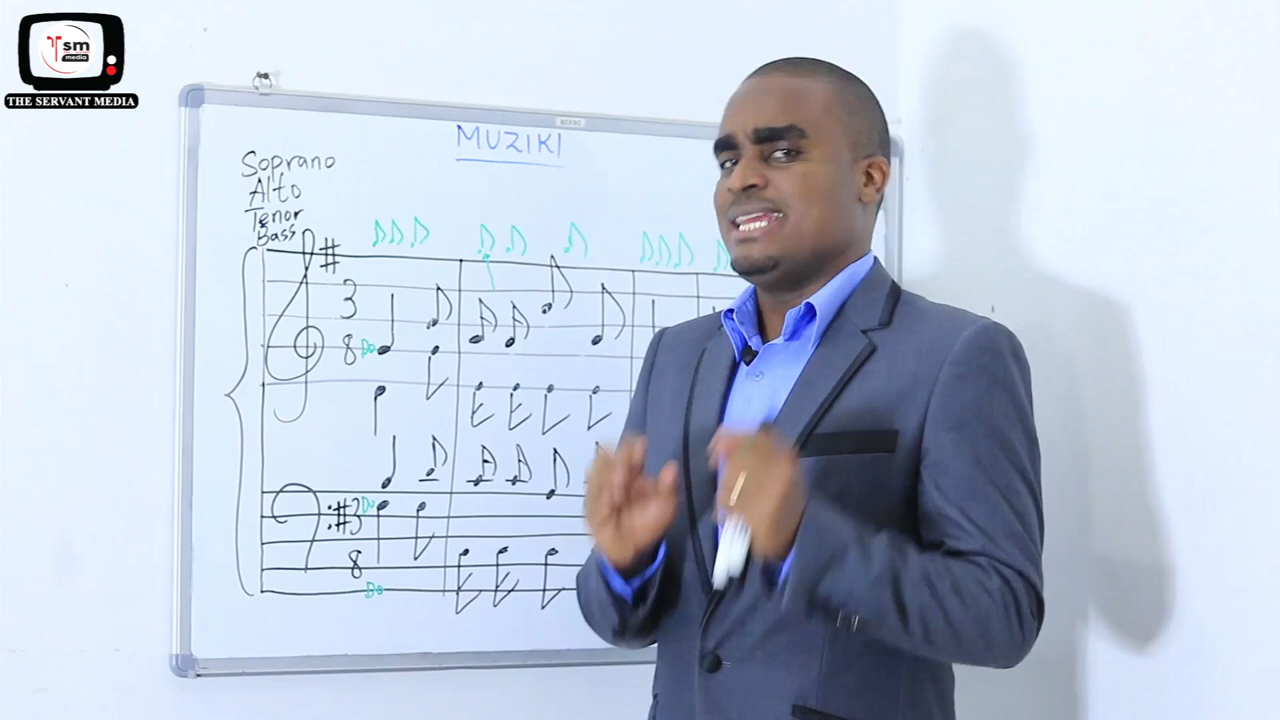 sm
media
THE SERVANT MEDIA
MUZIKI
Soprano
Alto
Tenor
Bass
#
3
8
Do
:#3
Do
8
Do